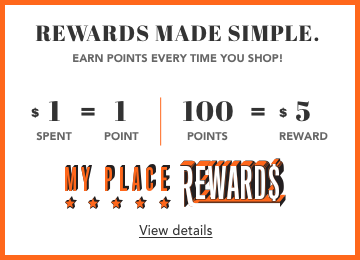 REWARDS MADE SIMPLE.
EARN POINTS EVERY TIME YOU SHOP!
$1 = 1 100 = $5
SPENT POINT POINTS REWARD
MY PLACE REWARD$
View details